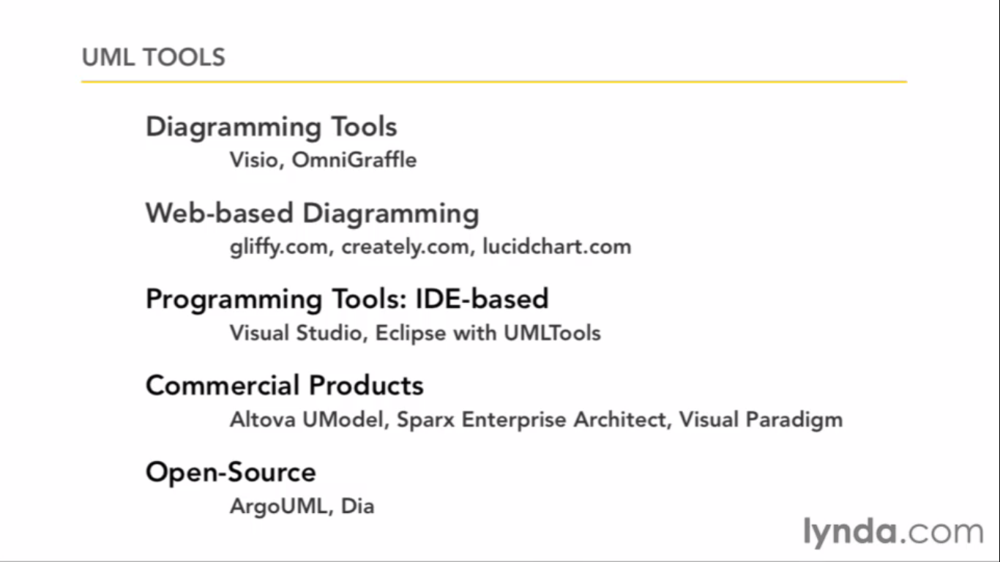 UML TOOLS
Diagramming Tools
Visio, OmniGraffle
Web-based Diagramming
gliffy.com, creately.com, lucidchart.com
Programming Tools: IDE-based
Visual Studio, Eclipse with UMLTools
Commercial Products
Altova UModel, Sparx Enterprise Architect, Visual Paradigm
Open-Source
ArgoUML, Dia
lynda.com